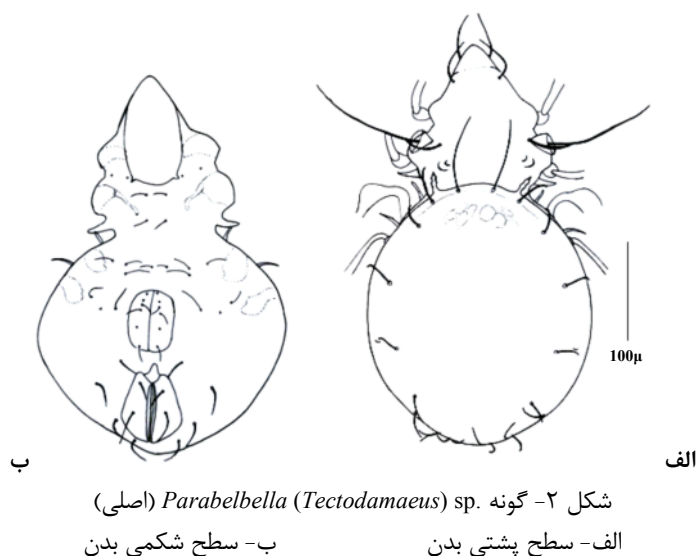 100µ
الف
ب
شکل ۲- گونه Parabelbella (Tectodamaeus) sp. (اصلی)
الف- سطح پشتی بدن
ب- سطح شکمی بدن